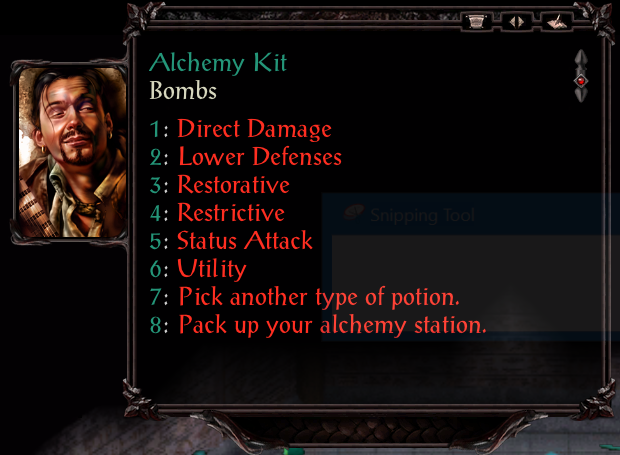 Alchemy Kit
Bombs
1: Direct Damage
2: Lower Defenses
3: Restorative
4: Restrictive
Snipping Tool
5: Status Attack
6: Utility
7: Pick another type of potion.
8: Pack up your alchemy station.